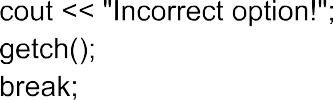 cout << "Incorrect option!";
getch();
break;